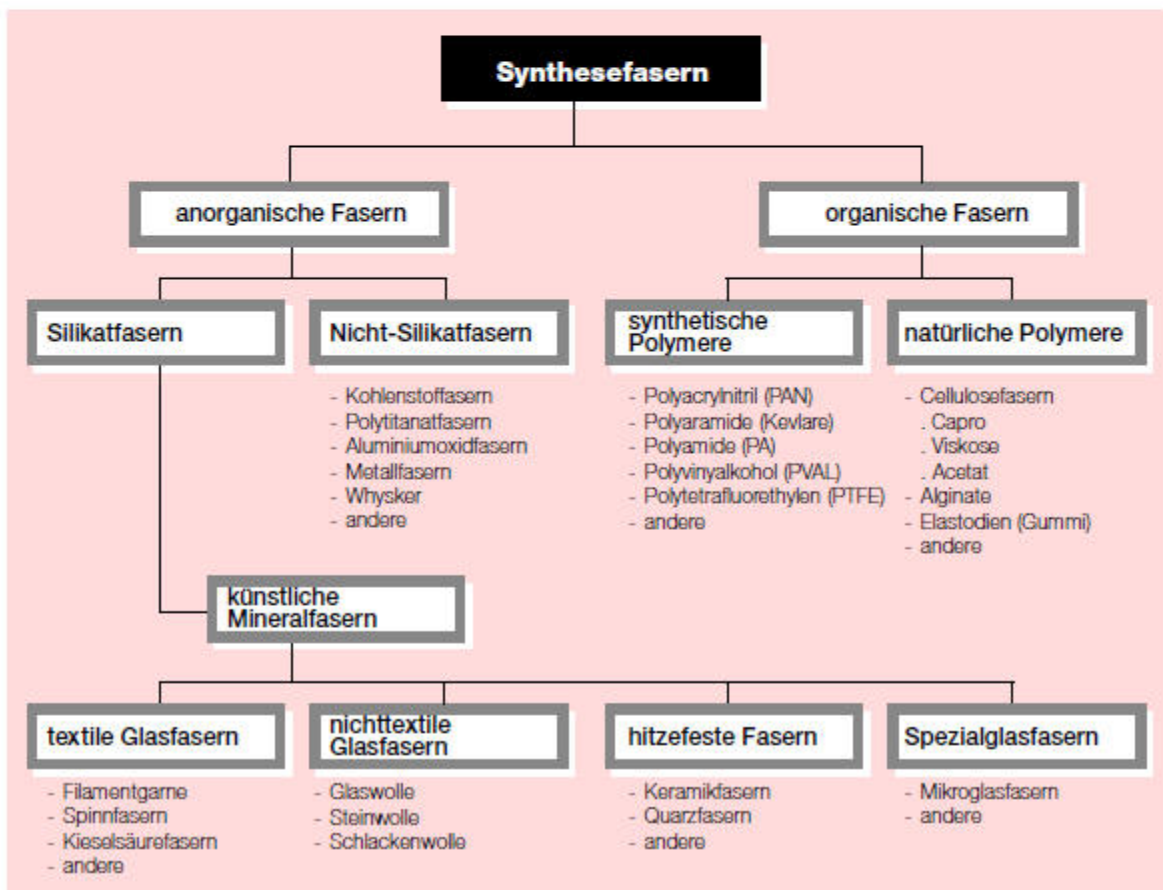 Synthesefasern
anorganische Fasern
organische Fasern
Silikatfasern
Nicht-Silikatfasern
- Kohlenstoffasern
- Polytitanatfasern
- Aluminiumoxidfasern
- Metallfasern
- Whysker
- andere
synthetische
Polymere
- Polyacrylnitril (PAN)
- Polyaramide (Kevlare)
- Polyamide (PA)
- Polyvinyalkohol (PVAL)
- Polytetrafluorethylen (PTFE)
- andere
natürliche Polymere
- Cellulosefasern
. Capro
. Viskose
. Acetat
- Alginate
- Elastodien (Gummi)
- andere
künstliche
Mineralfasern
textile Glasfasern
- Filamentgarne
- Spinnfasern
- Kieselsäurefasern
- andere
nichttextile
Glasfasern
- Glaswolle
- Steinwolle
- Schlackenwolle
hitzefeste Fasern
- Keramikfasern
- Quarzfasern
- andere
Spezialglasfasern
- Mikroglasfasern
- andere